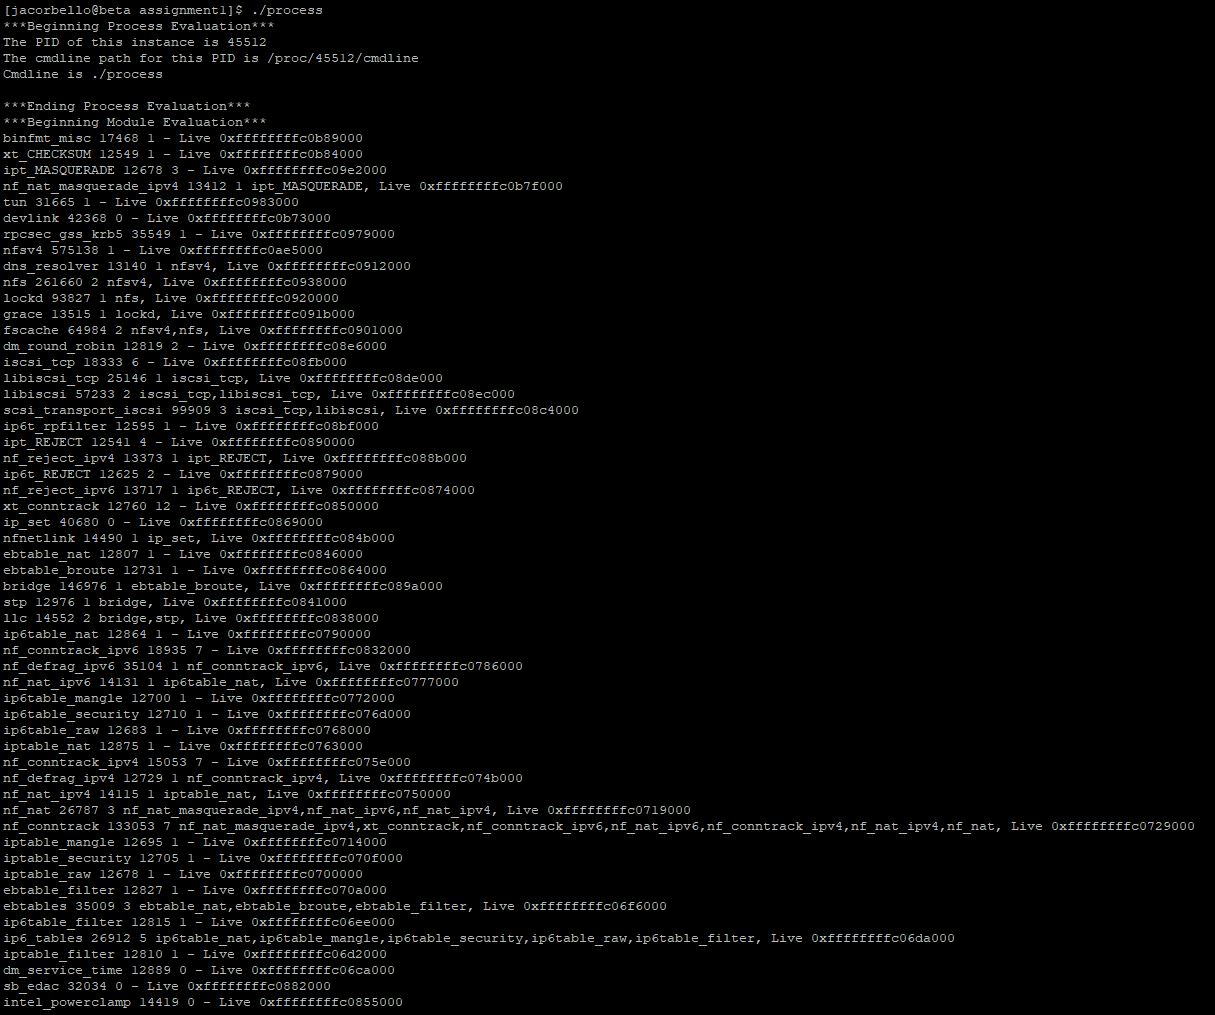 [jacorbello@beta assignment1]$ ./process
***Beginning Process Evaluation***
The PID of this instance is 45512
The cmdline path for this PID is /proc/45512/cmdline
Cmdline is ./process
***Ending Process Evaluation***
***Beginning Module Evaluation***
binfmt_misc 17468 1 - Live 0xffffffffc0b89000
xt_CHECKSUM 12549 1 - Live 0xffffffffc0b84000
ipt_MASQUERADE 12678 3 - Live 0xffffffffc09e2000
nf_nat_masquerade_ipv4 13412 1 ipt_MASQUERADE, Live 0xffffffffc0b7f000
tun 31665 1 - Live 0xffffffffc0983000
devlink 42368 0 - Live 0xffffffffc0b73000
rpcsec_gss_krb5 35549 1 - Live 0xffffffffc0979000
nfsv4 575138 1 - Live 0xffffffffc0ae5000
dns_resolver 13140 1 nfsv4, Live 0xffffffffc0912000
nfs 261660 2 nfsv4, Live 0xffffffffc0938000
lockd 93827 1 nfs, Live 0xffffffffc0920000
grace 13515 1 lockd, Live 0xffffffffc091b000
fscache 64984 2 nfsv4,nfs, Live 0xffffffffc0901000
dm_round_robin 12819 2 - Live 0xffffffffc08e6000
iscsi_tcp 18333 6 - Live 0xffffffffc08fb000
libiscsi_tcp 25146 1 iscsi_tcp, Live 0xffffffffc08de000
libiscsi 57233 2 iscsi_tcp,libiscsi_tcp, Live 0xffffffffc08ec000
scsi_transport_iscsi 99909 3 iscsi_tcp,libiscsi, Live 0xffffffffc08c4000
ip6t_rpfilter 12595 1 - Live 0xffffffffc08bf000
ipt_REJECT 12541 4 - Live 0xffffffffc0890000
nf_reject_ipv4 13373 1 ipt_REJECT, Live 0xffffffffc088b000
ip6t_REJECT 12625 2 - Live 0xffffffffc0879000
nf_reject_ipv6 13717 1 ip6t_REJECT, Live 0xffffffffc0874000
xt_conntrack 12760 12 - Live 0xffffffffc0850000
ip_set 40680 0 - Live 0xffffffffc0869000
nfnetlink 14490 1 ip_set, Live 0xffffffffc084b000
ebtable_nat 12807 1 - Live 0xffffffffc0846000
ebtable_broute 12731 1 - Live 0xffffffffc0864000
bridge 146976 1 ebtable_broute, Live 0xffffffffc089a000
stp 12976 1 bridge, Live 0xffffffffc0841000
llc 14552 2 bridge,stp, Live 0xffffffffc0838000
ip6table_nat 12864 1 - Live 0xffffffffc0790000
nf_conntrack_ipv6 18935 7 - Live 0xffffffffc0832000
nf_defrag_ipv6 35104 1 nf_conntrack_ipv6, Live 0xffffffffc0786000
nf_nat_ipv6 14131 1 ip6table_nat, Live 0xffffffffc0777000
ip6table_mangle 12700 1 - Live 0xffffffffc0772000
ip6table_security 12710 1 - Live 0xffffffffc076d000
ip6table_raw 12683 1 - Live 0xffffffffc0768000
iptable_nat 12875 1 - Live 0xffffffffc0763000
nf_conntrack_ipv4 15053 7 - Live 0xffffffffc075e000
nf_defrag_ipv4 12729 1 nf_conntrack_ipv4, Live 0xffffffffc074b000
nf_nat_ipv4 14115 1 iptable_nat, Live 0xffffffffc0750000
nf_nat 26787 3 nf_nat_masquerade_ipv4,nf_nat_ipv6,nf_nat_ipv4, Live 0xffffffffc0719000
nf_conntrack 133053 7 nf_nat_masquerade_ipv4,xt_conntrack,nf_conntrack_ipv6,nf_nat_ipv6,nf_conntrack_ipv4,nf_nat_ipv4,nf_nat, Live 0xffffffffc0729000
iptable_mangle 12695 1 - Live 0xffffffffc0714000
iptable_security 12705 1 - Live 0xffffffffc070f000
iptable_raw 12678 1 - Live 0xffffffffc0700000
ebtable_filter 12827 1 - Live 0xffffffffc070a000
ebtables 35009 3 ebtable_nat,ebtable_broute,ebtable_filter, Live 0xffffffffc06f6000
ip6table_filter 12815 1 - Live 0xffffffffc06ee000
ip6_tables 26912 5 ip6table_nat,ip6table_mangle,ip6table_security,ip6table_raw,ip6table_filter, Live 0xffffffffc06da000
iptable_filter 12810 1 - Live 0xffffffffc06d2000
dm_service_time 12889 0 - Live 0xffffffffc06ca000
sb_edac 32034 0 - Live 0xffffffffc0882000
intel_powerclamp 14419 0 - Live 0xffffffffc0855000